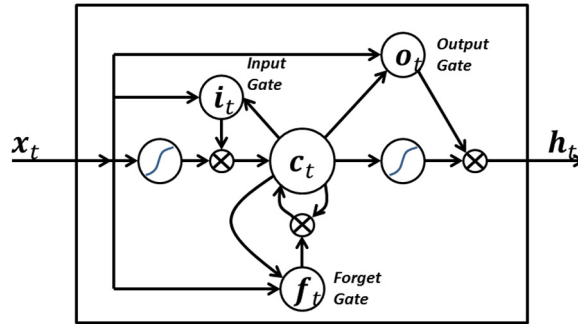 Input
Gate
o_t
Output
Gate
i_t
x_t
c_t
h_t
f_t
Forget
Gate